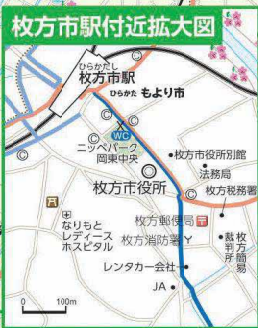 枚方市駅付近拡大図
ひらかたし
枚方市駅
ひらかた もより市
C
C
C
WC
ニッペパーク
岡東中央
C
枚方市役所別館
法務局
枚方市役所
C
枚方税務署
なりもと
レディース
ホスピタル
枚方郵便局
枚方消防署
枚方簡易
裁判所
レンタカー会社
JA
0
100m